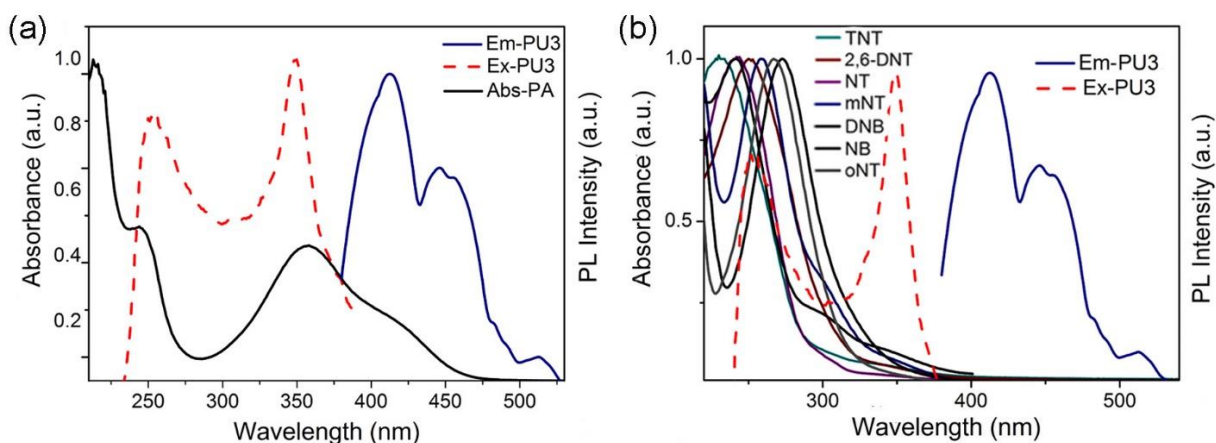 (a)
Absorbance (a.u.)
1.0
0.8
0.6
0.4
0.2
Em-PU3
Ex-PU3
Abs-PA
PL Intensity (a.u.)
250 300 350 400 450 500
Wavelength (nm)
(b)
Absorbance (a.u.)
1.0
0.5
TNT
2,6-DNT
NT
mNT
DNB
NB
oNT
Em-PU3
Ex-PU3
PL Intensity (a.u.)
300 400 500
Wavelength (nm)